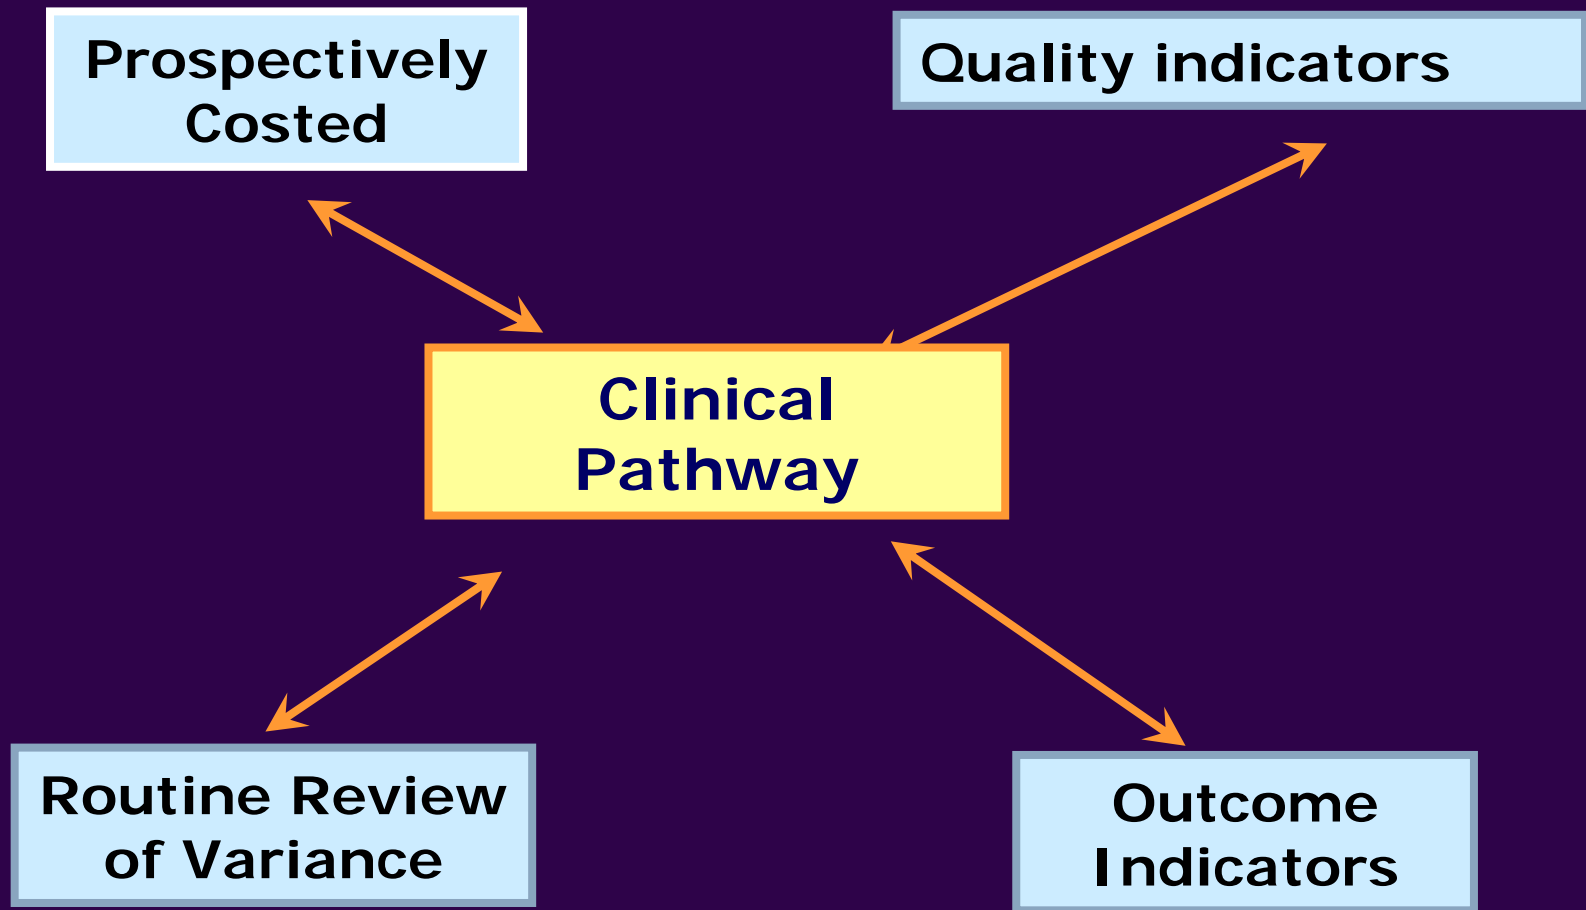 Prospectively
Costed
Quality indicators
Clinical
Pathway
Routine Review
of Variance
Outcome
Indicators